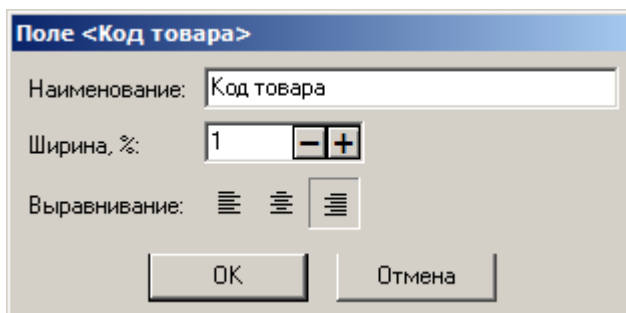 Поле <Код товара>
Наименование: Код товара
Ширина, %: 1
Выравнивание:
OK Отмена